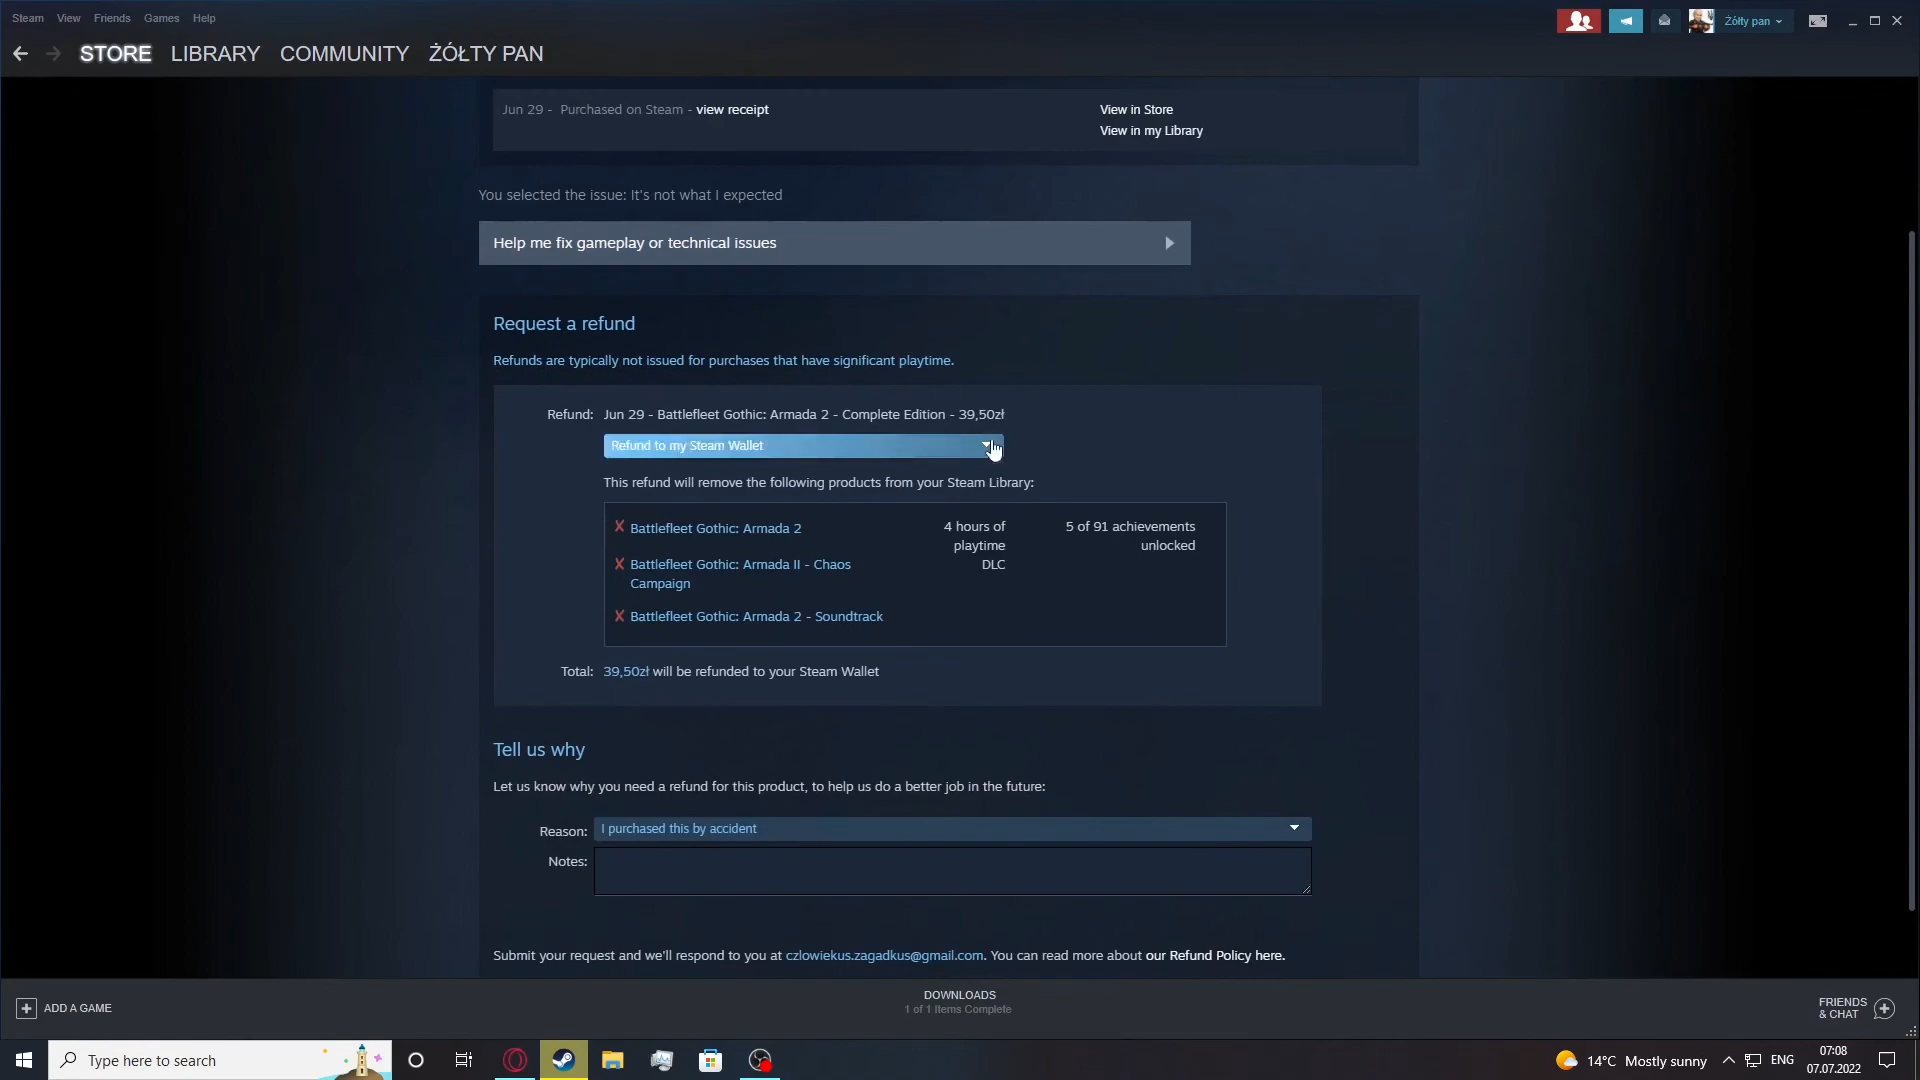 Steam View Friends Games Help
Żółty pan
STORE LIBRARY COMMUNITY ŻÓŁTY PAN
Jun 29 - Purchased on Steam - view receipt
View in Store
View in my Library
You selected the issue: It's not what I expected
Help me fix gameplay or technical issues
Request a refund
Refunds are typically not issued for purchases that have significant playtime.
Refund: Jun 29 - Battlefleet Gothic: Armada 2 - Complete Edition - 39,50zł
Refund to my Steam Wallet
This refund will remove the following products from your Steam Library:
Battlefleet Gothic: Armada 2
4 hours of
playtime
5 of 91 achievements
unlocked
Battlefleet Gothic: Armada II - Chaos
Campaign
DLC
Battlefleet Gothic: Armada 2 - Soundtrack
Total: 39,50zł will be refunded to your Steam Wallet
Tell us why
Let us know why you need a refund for this product, to help us do a better job in the future:
Reason: I purchased this by accident
Notes:
Submit your request and we'll respond to you at czlowiekus.zagadkus@gmail.com. You can read more about our Refund Policy here.
ADD A GAME
DOWNLOADS
1 of 1 Items Complete
FRIENDS
& CHAT
Type here to search
14°C Mostly sunny
ENG
07:08
07.07.2022